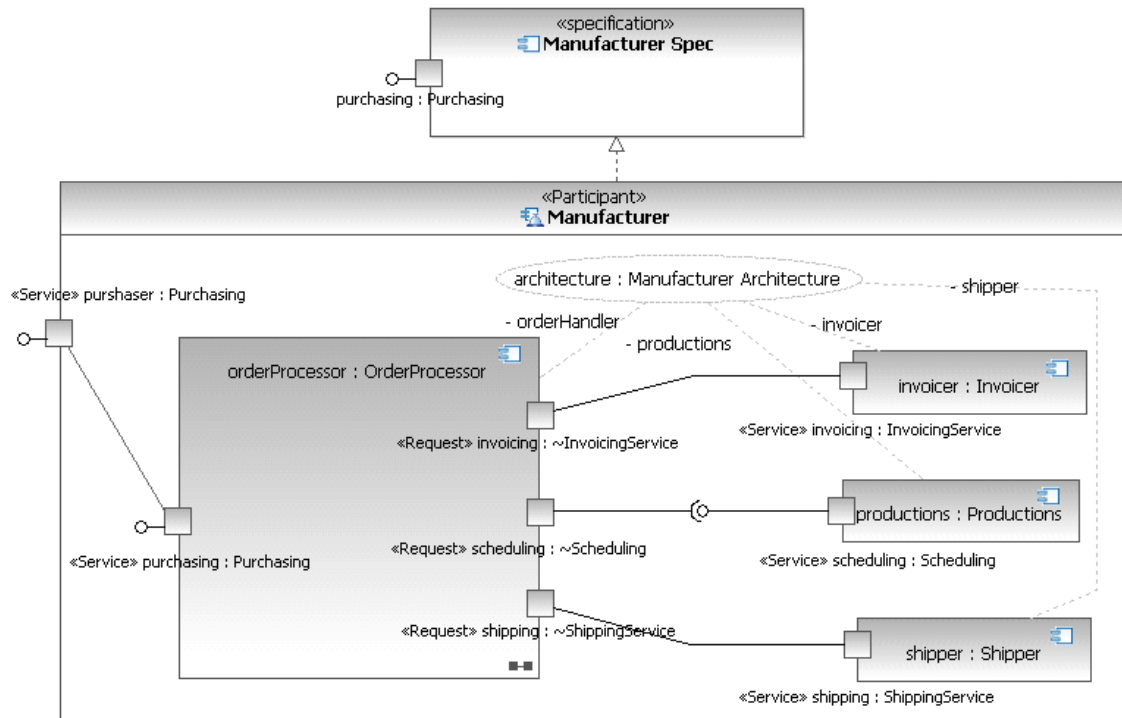 «specification»
Manufacturer Spec
purchasing : Purchasing
«Participant»
Manufacturer
architecture : Manufacturer Architecture
- shipper
«Service» purshaser : Purchasing
- orderHandler
- invoicer
- productions
orderProcessor : OrderProcessor
invoicer : Invoicer
«Service» invoicing : InvoicingService
«Request» invoicing : ~InvoicingService
productions : Productions
«Request» scheduling : ~Scheduling
«Service» purchasing : Purchasing
«Service» scheduling : Scheduling
«Request» shipping : ~ShippingService
shipper : Shipper
«Service» shipping : ShippingService